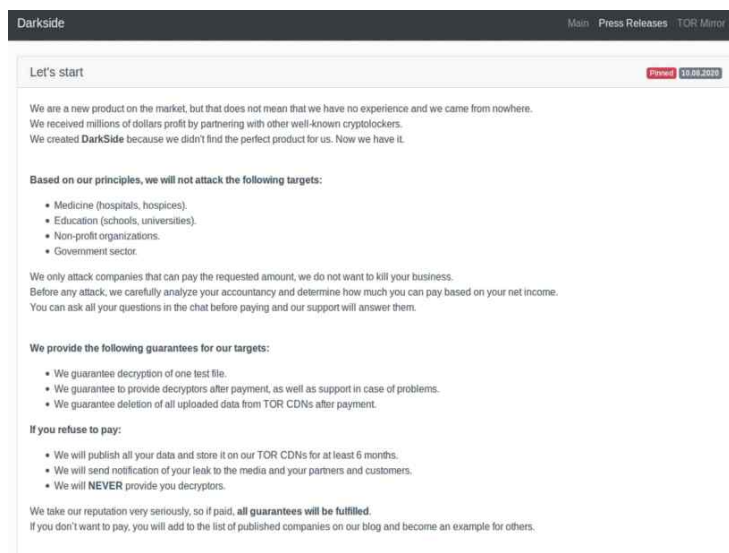 Darkside
Main Press Releases TOR Mirror
Let's start
Pinned 10.08.2020
We are a new product on the market, but that does not mean that we have no experience and we came from nowhere.
We received millions of dollars profit by partnering with other well-known cryptolockers.
We created DarkSide because we didn't find the perfect product for us. Now we have it.
Based on our principles, we will not attack the following targets:
• Medicine (hospitals, hospices).
• Education (schools, universities).
• Non-profit organizations.
• Government sector.
We only attack companies that can pay the requested amount, we do not want to kill your business.
Before any attack, we carefully analyze your accountancy and determine how much you can pay based on your net income.
You can ask all your questions in the chat before paying and our support will answer them.
We provide the following guarantees for our targets:
• We guarantee decryption of one test file.
• We guarantee to provide decryptors after payment, as well as support in case of problems.
• We guarantee deletion of all uploaded data from TOR CDNs after payment.
If you refuse to pay:
• We will publish all your data and store it on our TOR CDNs for at least 6 months.
• We will send notification of your leak to the media and your partners and customers.
• We will NEVER provide you decryptors.
We take our reputation very seriously, so if paid, all guarantees will be fulfilled.
If you don't want to pay, you will add to the list of published companies on our blog and become an example for others.